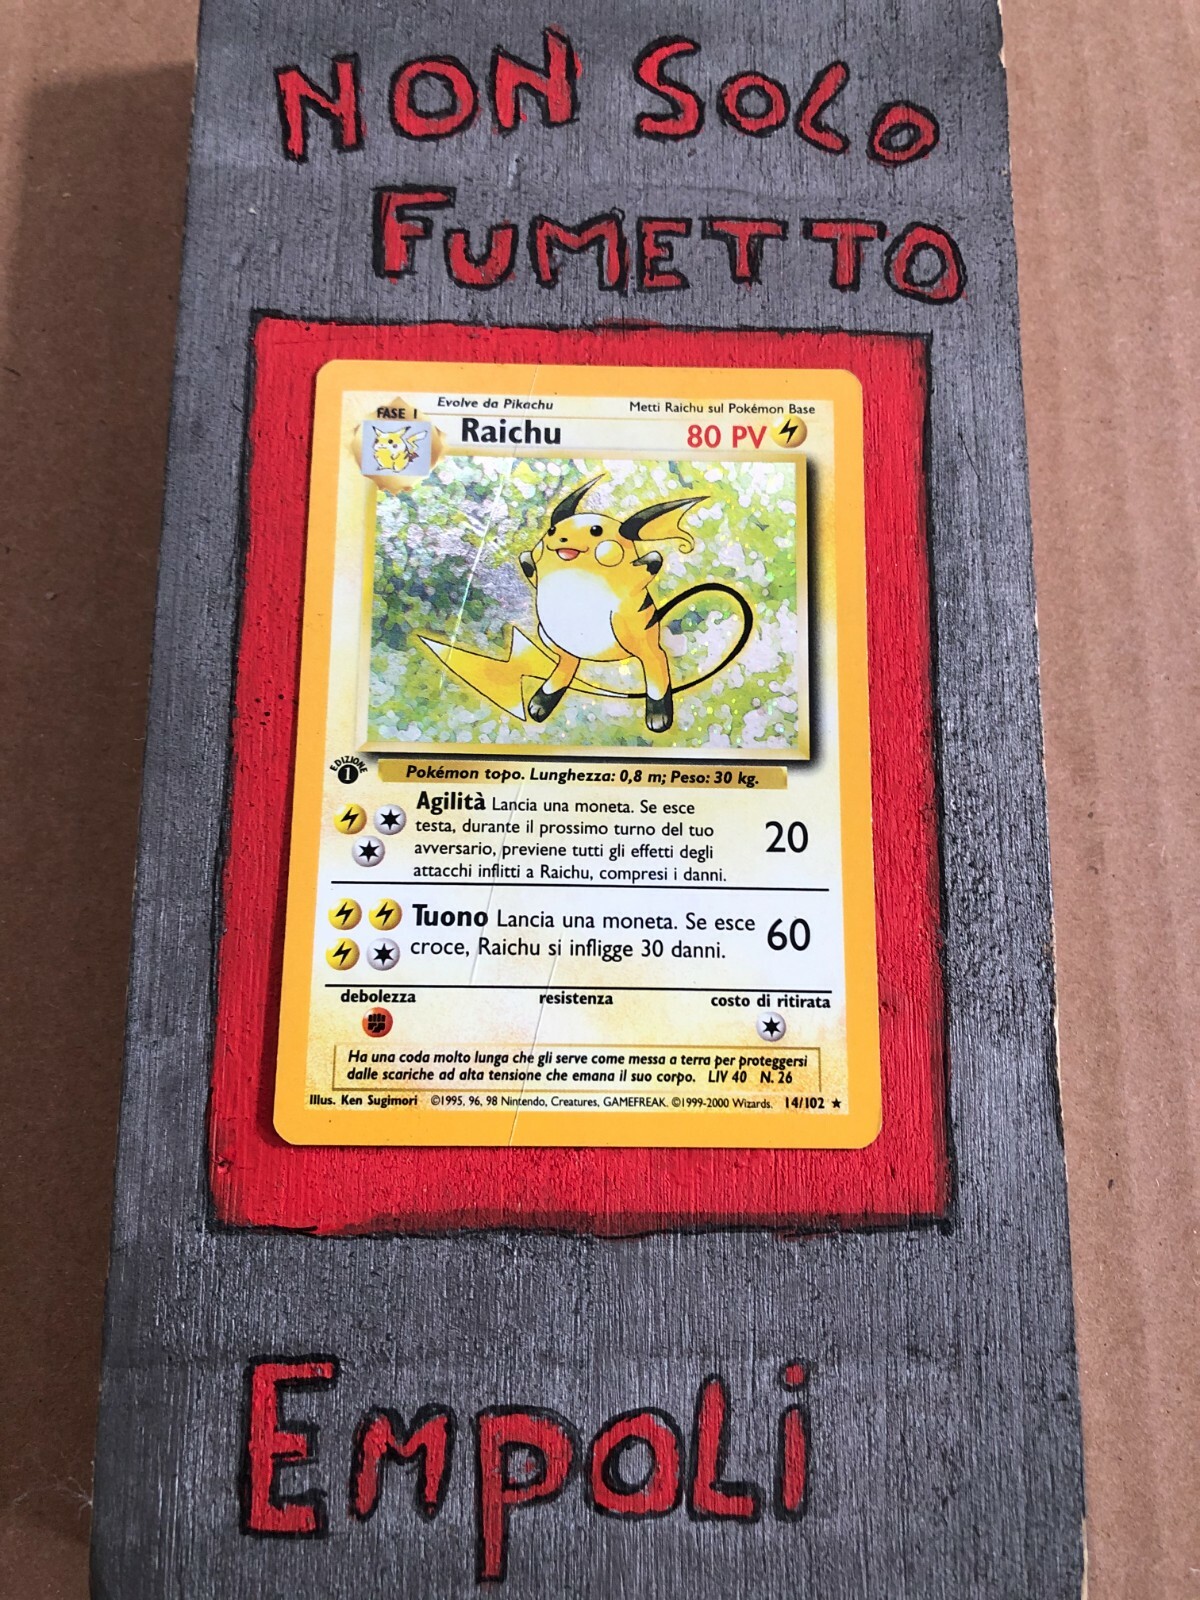 NON SOLO
FUMETTO
Evolve da Pikachu
Metti Raichu sul Pokémon Base
FASE 1
Raichu
80 PV
EDIZIONE
1
Pokémon topo. Lunghezza: 0,8 m; Peso: 30 kg.
Agilità Lancia una moneta. Se esce
testa, durante il prossimo turno del tuo
avversario, previene tutti gli effetti degli
attacchi inflitti a Raichu, compresi i danni.
20
Tuono Lancia una moneta. Se esce
croce, Raichu si infligge 30 danni.
60
debolezza
resistenza
costo di ritirata
Ha una coda molto lunga che gli serve come messa a terra per proteggersi
dalle scariche ad alta tensione che emana il suo corpo. LIV 40 N. 26
Illus. Ken Sugimori ©1995, 96, 98 Nintendo, Creatures, GAMEFREAK. ©1999-2000 Wizards. 14/102 ★
EMPOLi